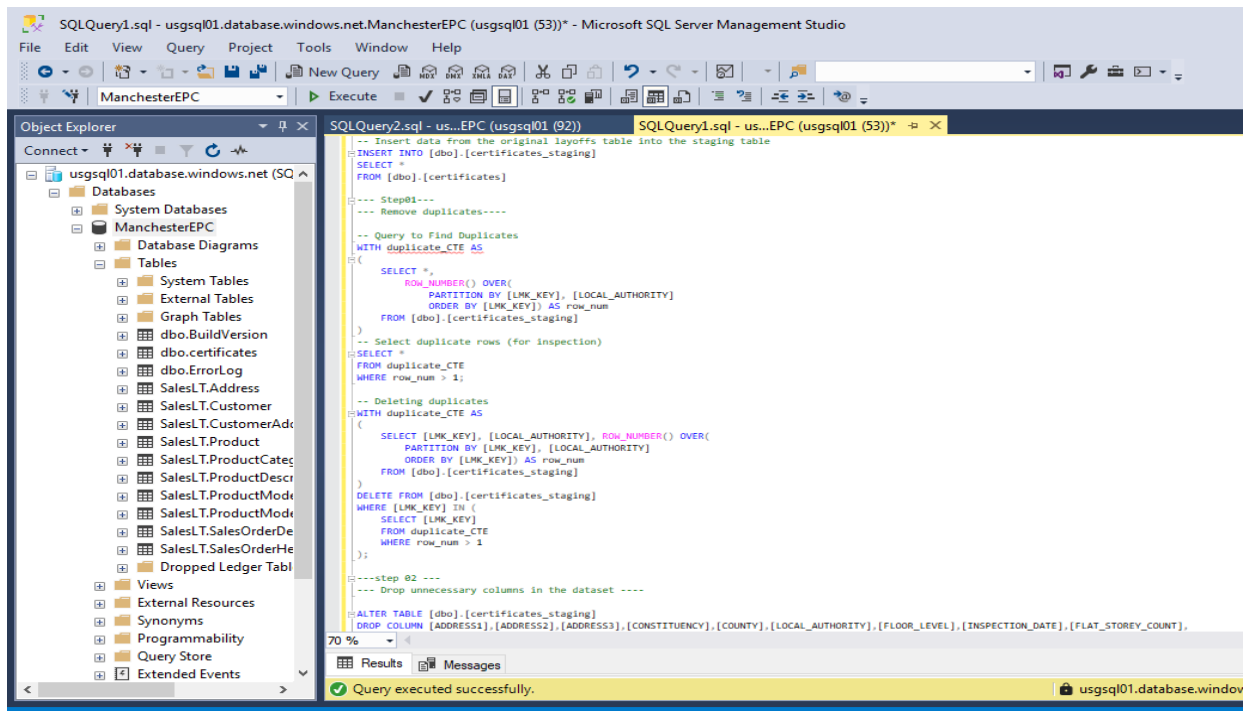 SQLQuery1.sql - usgsql01.database.windows.net.ManchesterEPC (usgsql01 (53))* - Microsoft SQL Server Management Studio
File Edit View Query Project Tools Window Help
New Query MDX DMX XMLA DAX
ManchesterEPC Execute
Object Explorer
Connect
usgsql01.database.windows.net (SQ
Databases
System Databases
ManchesterEPC
Database Diagrams
Tables
System Tables
External Tables
Graph Tables
dbo.BuildVersion
dbo.certificates
dbo.ErrorLog
SalesLT.Address
SalesLT.Customer
SalesLT.CustomerAdd
SalesLT.Product
SalesLT.ProductCateg
SalesLT.ProductDescr
SalesLT.ProductMode
SalesLT.ProductMode
SalesLT.SalesOrderDe
SalesLT.SalesOrderHe
Dropped Ledger Tabl
Views
External Resources
Synonyms
Programmability
Query Store
Extended Events
SQLQuery2.sql - us...EPC (usgsql01 (92)) SQLQuery1.sql - us...EPC (usgsql01 (53))*
-- Insert data from the original layoffs table into the staging table
INSERT INTO [dbo].[certificates_staging]
SELECT *
FROM [dbo].[certificates]
--- Step01---
--- Remove duplicates----
-- Query to Find Duplicates
WITH duplicate_CTE AS
(
SELECT *,
ROW_NUMBER() OVER(
PARTITION BY [LMK_KEY], [LOCAL_AUTHORITY]
ORDER BY [LMK_KEY]) AS row_num
FROM [dbo].[certificates_staging]
)
-- Select duplicate rows (for inspection)
SELECT *
FROM duplicate_CTE
WHERE row_num > 1;
-- Deleting duplicates
WITH duplicate_CTE AS
(
SELECT [LMK_KEY], [LOCAL_AUTHORITY], ROW_NUMBER() OVER(
PARTITION BY [LMK_KEY], [LOCAL_AUTHORITY]
ORDER BY [LMK_KEY]) AS row_num
FROM [dbo].[certificates_staging]
)
DELETE FROM [dbo].[certificates_staging]
WHERE [LMK_KEY] IN (
SELECT [LMK_KEY]
FROM duplicate_CTE
WHERE row_num > 1
);
---step 02 ---
--- Drop unnecessary columns in the dataset ----
ALTER TABLE [dbo].[certificates_staging]
DROP COLUMN [ADDRESS1],[ADDRESS2],[ADDRESS3],[CONSTITUENCY],[COUNTY],[LOCAL_AUTHORITY],[FLOOR_LEVEL],[INSPECTION_DATE],[FLAT_STOREY_COUNT],
70 %
Results Messages
Query executed successfully. usgsql01.database.window